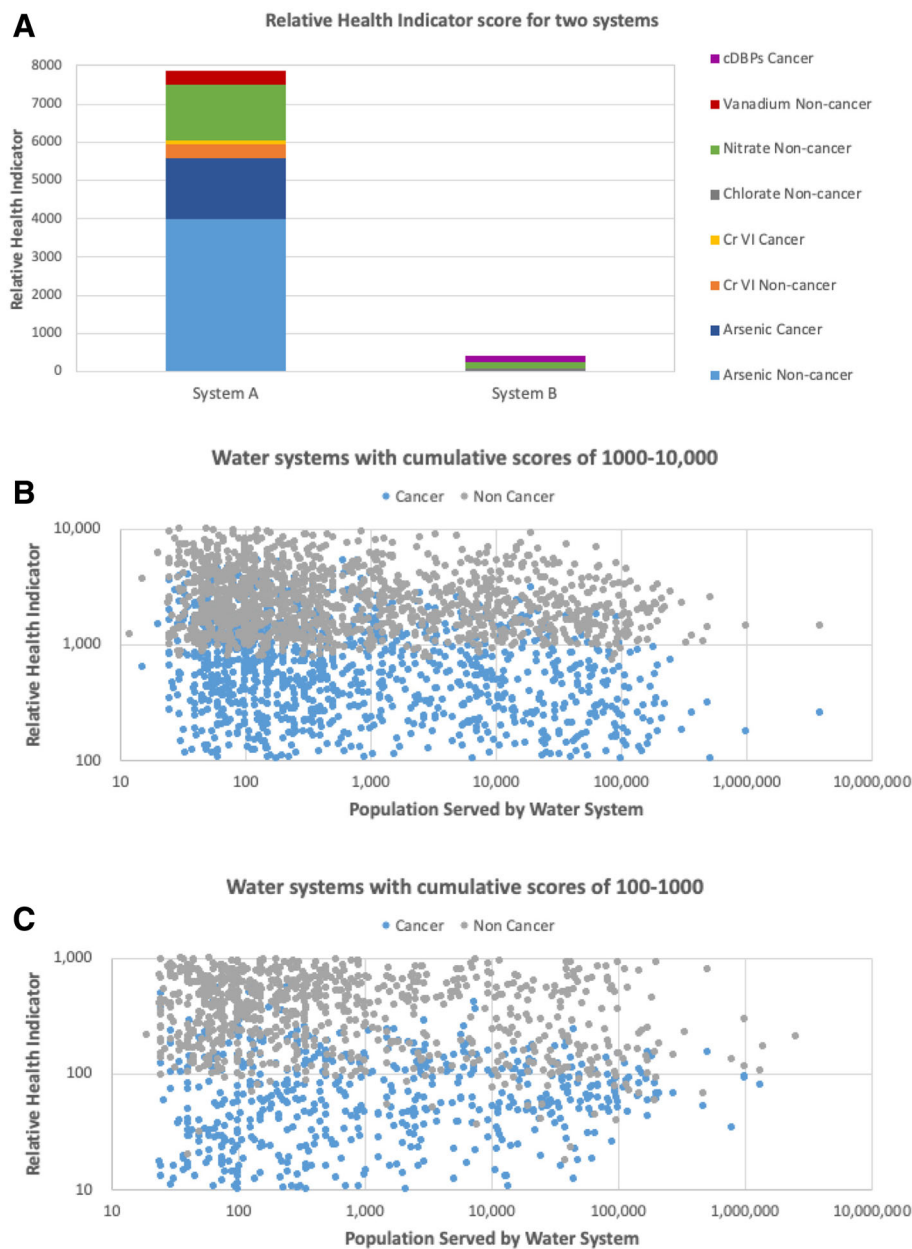 A
Relative Health Indicator score for two systems
Relative Health Indicator
8000
7000
6000
5000
4000
3000
2000
1000
0
System A
System B
cDBPs Cancer
Vanadium Non-cancer
Nitrate Non-cancer
Chlorate Non-cancer
Cr VI Cancer
Cr VI Non-cancer
Arsenic Cancer
Arsenic Non-cancer
B
Water systems with cumulative scores of 1000-10,000
Cancer Non Cancer
Relative Health Indicator
10,000
1,000
100
10 100 1,000 10,000 100,000 1,000,000 10,000,000
Population Served by Water System
C
Water systems with cumulative scores of 100-1000
Cancer Non Cancer
Relative Health Indicator
1,000
100
10
10 100 1,000 10,000 100,000 1,000,000 10,000,000
Population Served by Water System